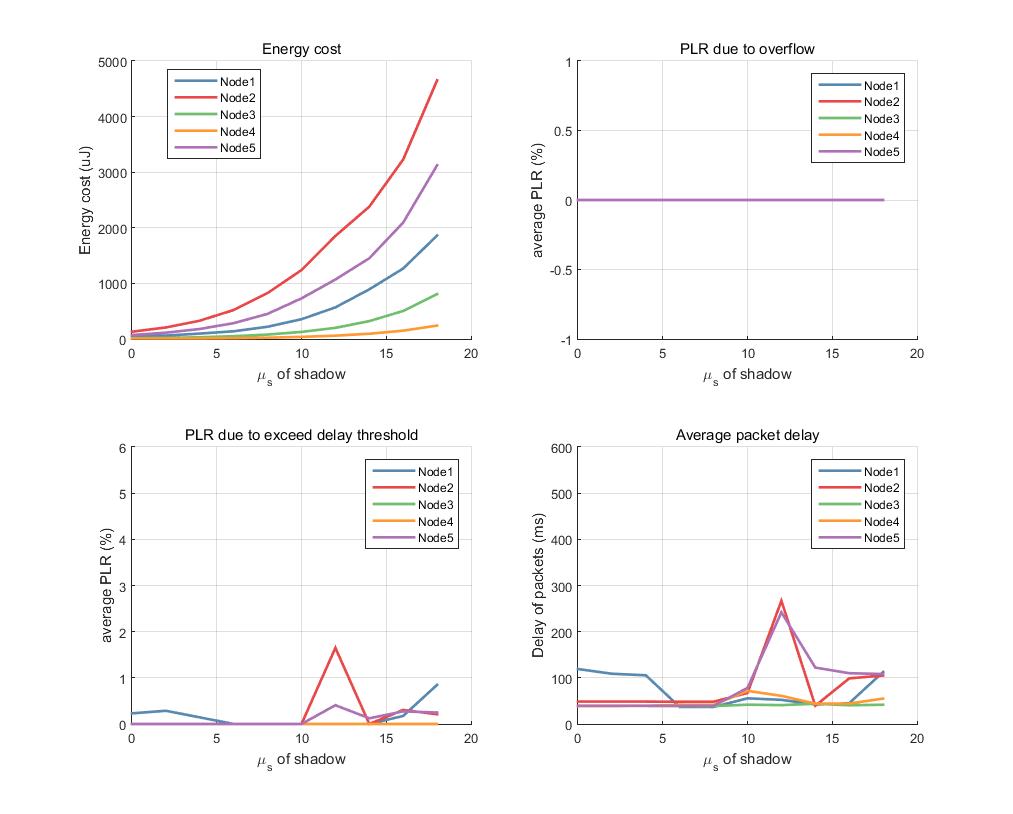 Energy cost
5000
4000
3000
2000
1000
0
0 5 10 15 20
Energy cost (uJ)
μs of shadow
Node1
Node2
Node3
Node4
Node5
PLR due to overflow
1
0.5
0
-0.5
-1
0 5 10 15 20
average PLR (%)
μs of shadow
Node1
Node2
Node3
Node4
Node5
PLR due to exceed delay threshold
6
5
4
3
2
1
0
0 5 10 15 20
average PLR (%)
μs of shadow
Node1
Node2
Node3
Node4
Node5
Average packet delay
600
500
400
300
200
100
0
0 5 10 15 20
Delay of packets (ms)
μs of shadow
Node1
Node2
Node3
Node4
Node5